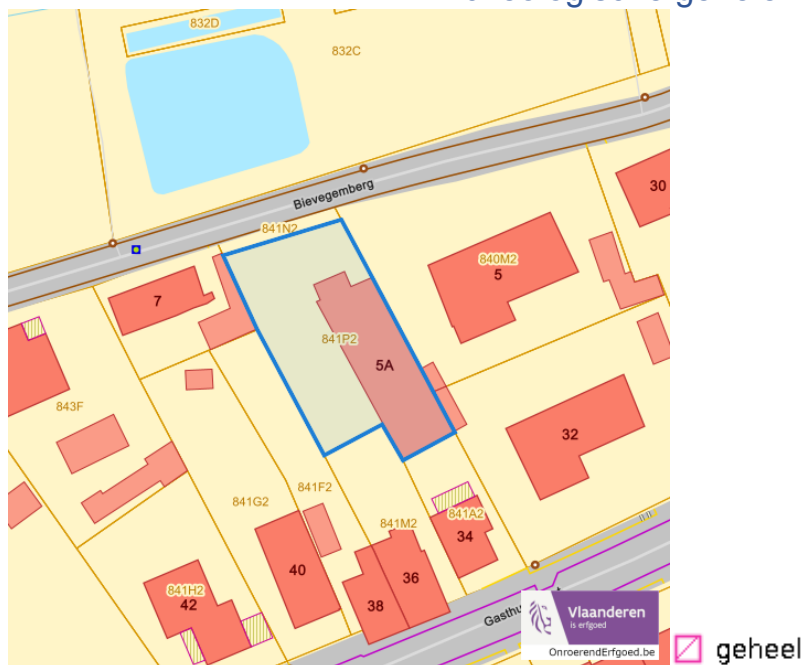 832D
832C
Bievegemberg
841N2
30
840M2
5
7
841P2
5A
843F
32
841G2
841F2
841M2
841A2
34
40
36
38
841H2
42
Vlaanderen
is erfgoed
OnroerendErfgoed.be
geheel